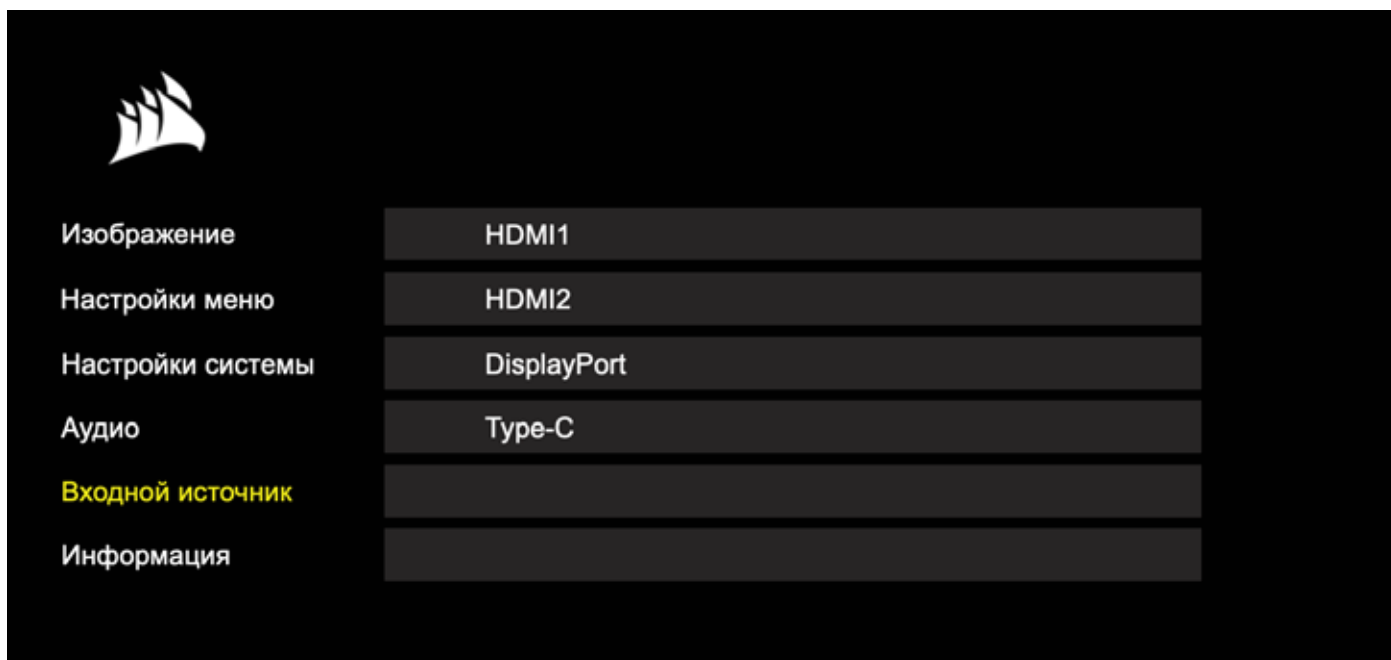 Изображение HDMI1
Настройки меню HDMI2
Настройки системы DisplayPort
Аудио Type-C
Входной источник
Информация